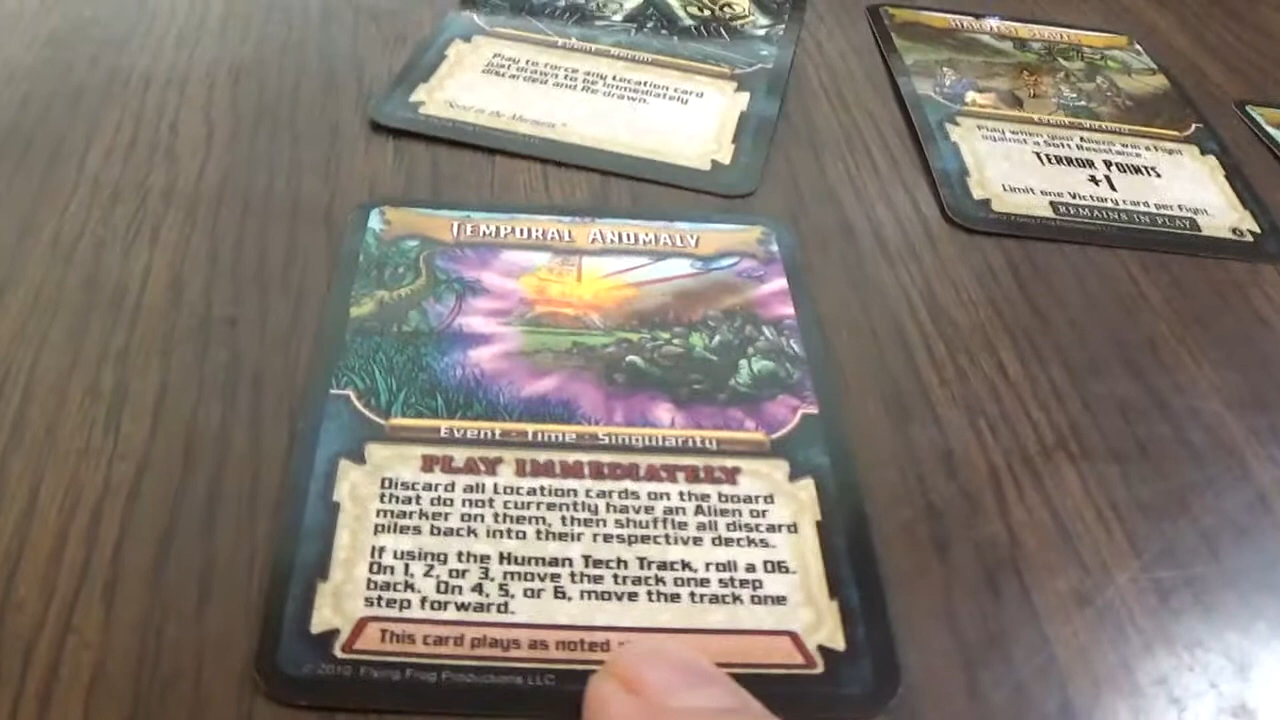 Play to force any Location card
just drawn to be immediately
discarded and Re-drawn.
HARVEST SLAVES
Event · Victory
Play when your Aliens win a Fight
against a Soft Resistance.
TERROR POINTS
+1
Limit one Victory card per Fight.
REMAINS IN PLAY
TEMPORAL ANOMALY
Event · Time · Singularity
PLAY IMMEDIATELY
Discard all Location cards on the board
that do not currently have an Alien or
marker on them, then shuffle all discard
piles back into their respective decks.
If using the Human Tech Track, roll a D6.
On 1, 2, or 3, move the track one step
back. On 4, 5, or 6, move the track one
step forward.
This card plays as noted
Flying Frog Productions LLC